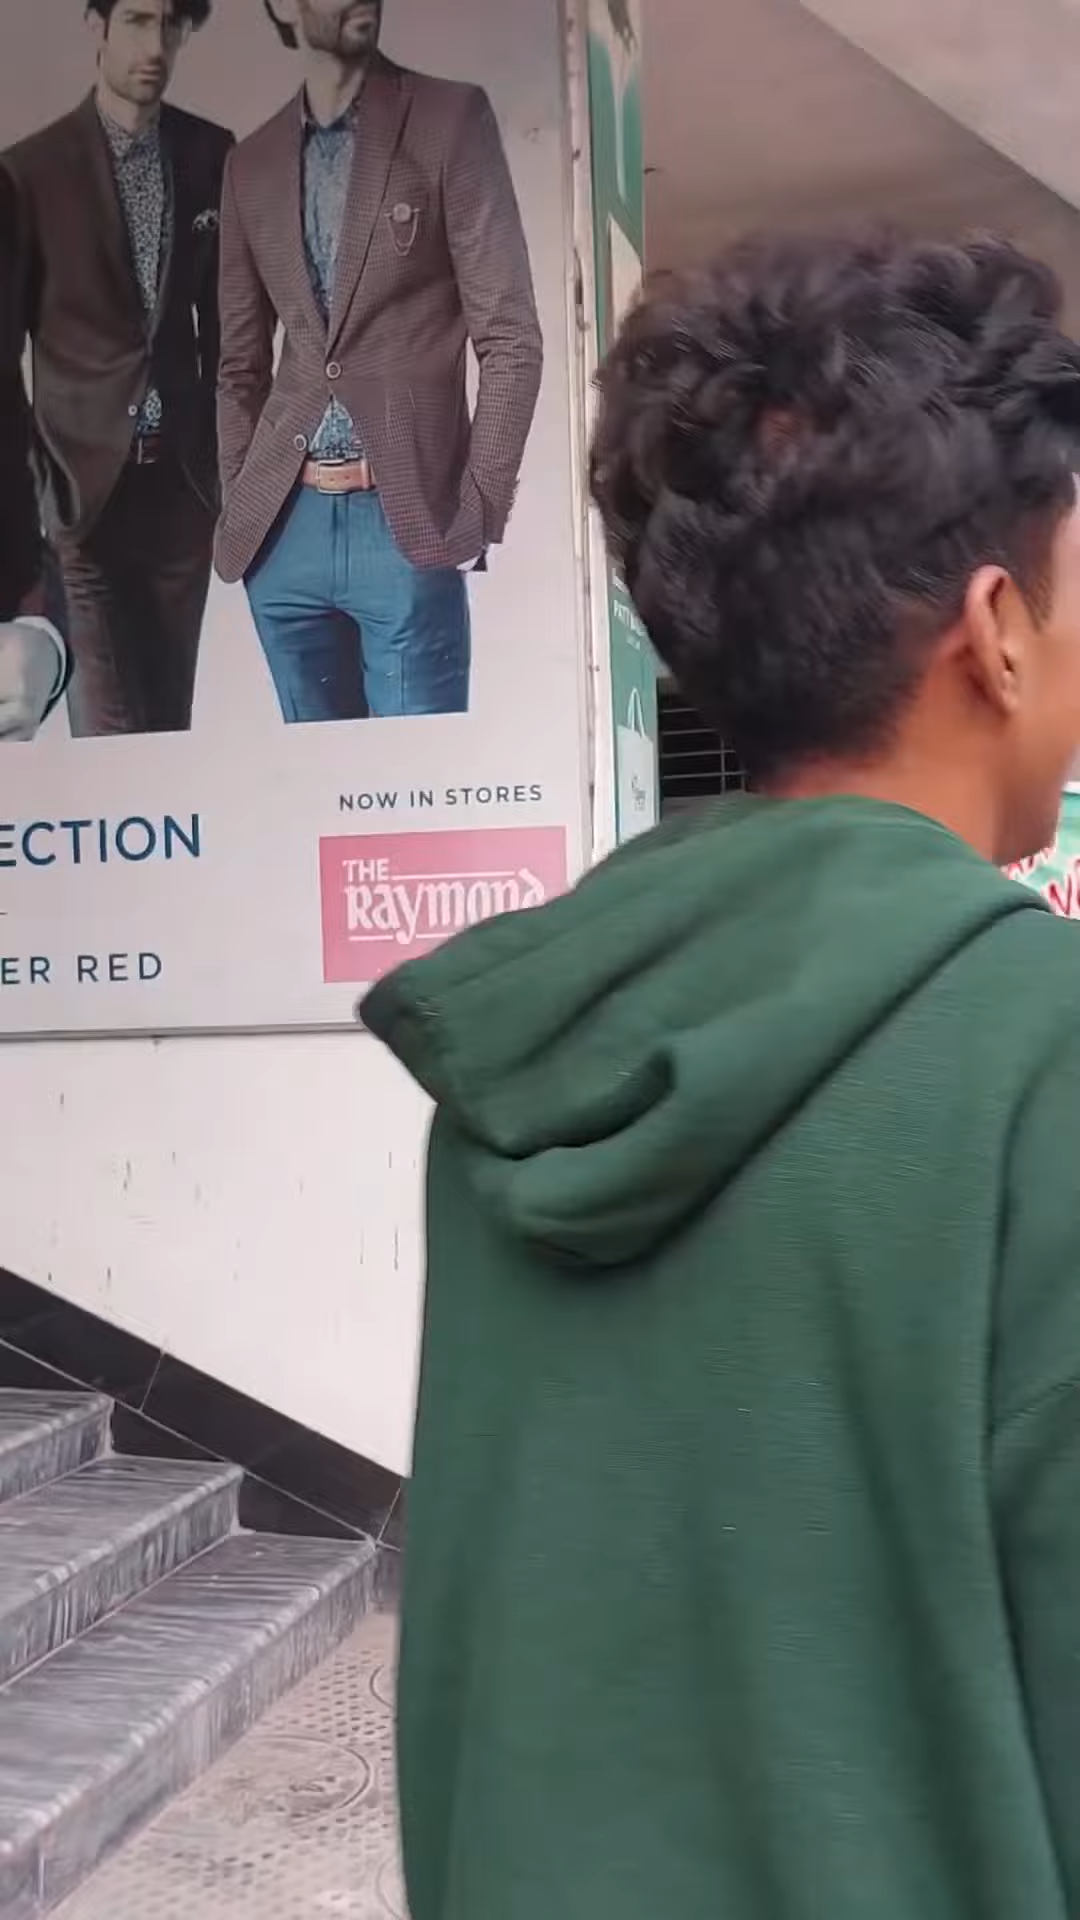 NOW IN STORES
ECTION
THE
Raymond
ER RED